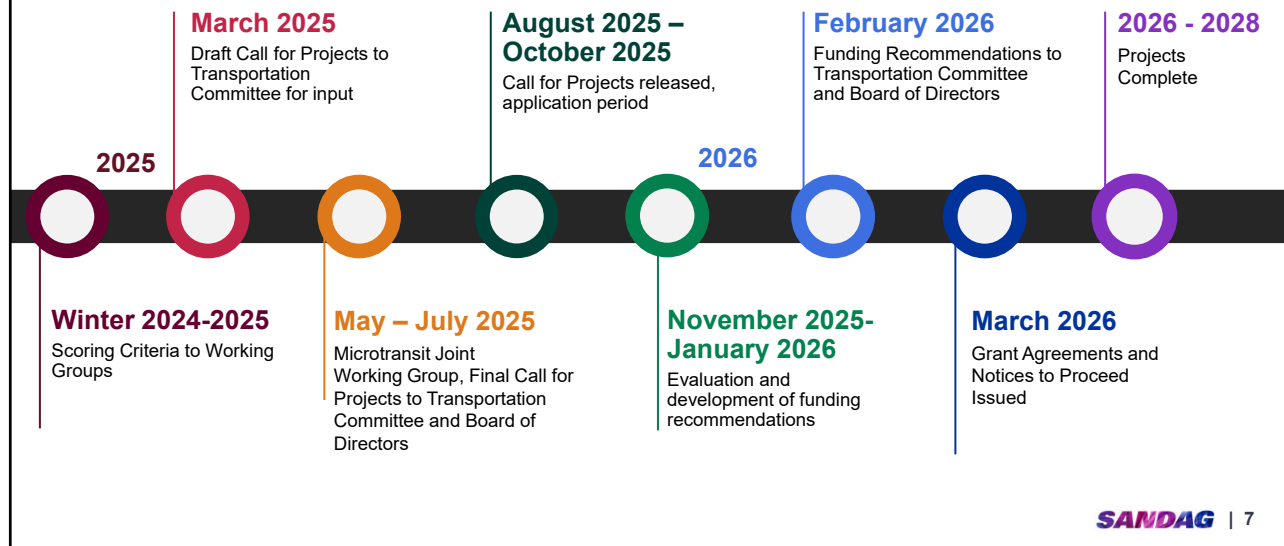 March 2025
Draft Call for Projects to
Transportation
Committee for input
August 2025 –
October 2025
Call for Projects released,
application period
February 2026
Funding Recommendations to
Transportation Committee
and Board of Directors
2026 - 2028
Projects
Complete
2025
2026
Winter 2024-2025
Scoring Criteria to Working
Groups
May – July 2025
Microtransit Joint
Working Group, Final Call for
Projects to Transportation
Committee and Board of
Directors
November 2025-
January 2026
Evaluation and
development of funding
recommendations
March 2026
Grant Agreements and
Notices to Proceed
Issued
SANDAG | 7